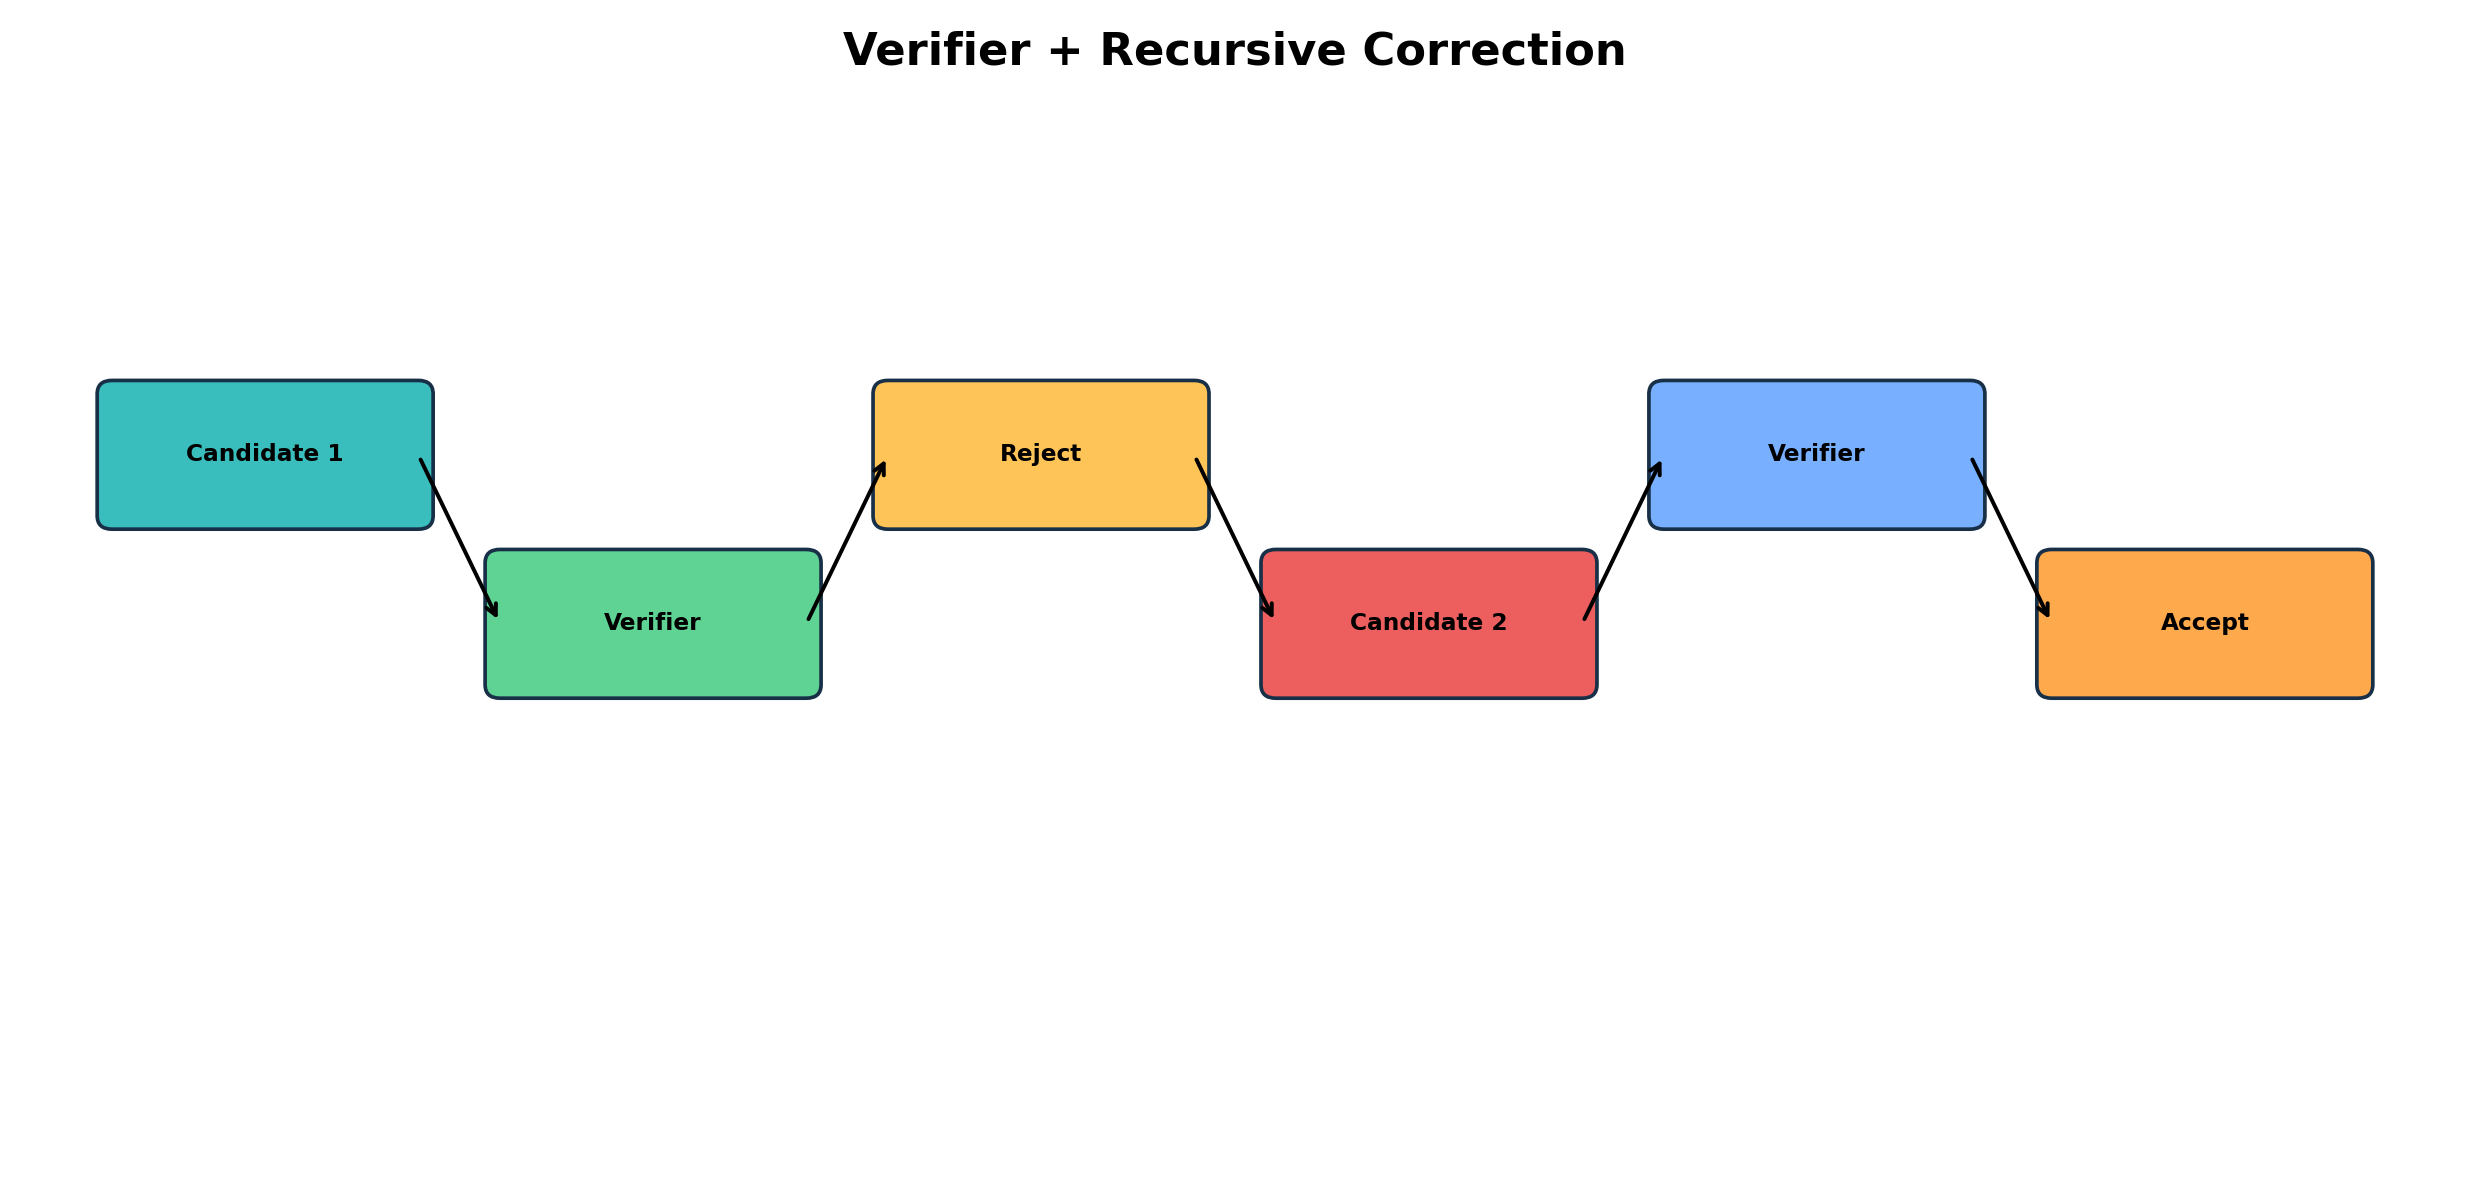 Verifier + Recursive Correction
Candidate 1
Verifier
Reject
Candidate 2
Verifier
Accept